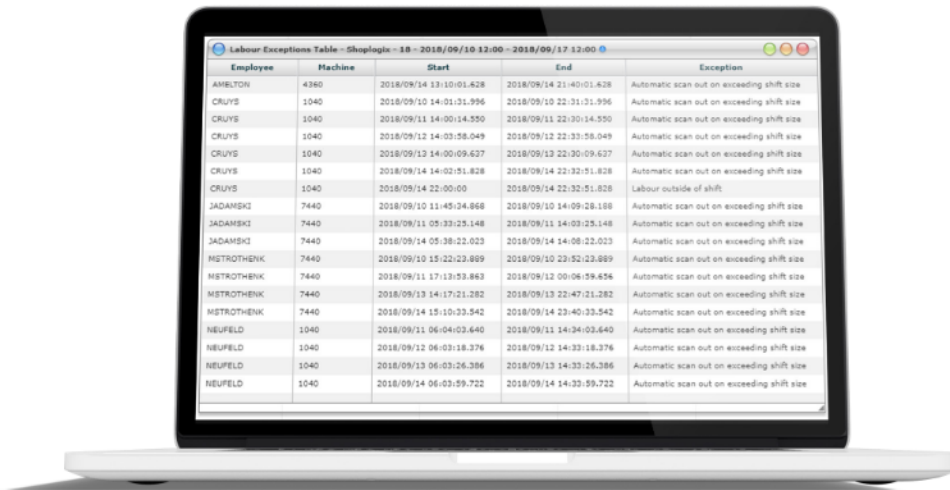 Labour Exceptions Table - Shoplogix - 18 - 2018/09/10 12:00 - 2018/09/17 12:00
Employee Machine Start End Exception
AMELTON 4360 2018/09/14 13:10:01.628 2018/09/14 21:40:01.628 Automatic scan out on exceeding shift size
CRUYS 1040 2018/09/10 14:01:31.996 2018/09/10 22:31:31.996 Automatic scan out on exceeding shift size
CRUYS 1040 2018/09/11 14:00:14.550 2018/09/11 22:30:14.550 Automatic scan out on exceeding shift size
CRUYS 1040 2018/09/12 14:03:58.049 2018/09/12 22:33:58.049 Automatic scan out on exceeding shift size
CRUYS 1040 2018/09/13 14:00:09.637 2018/09/13 22:30:09.637 Automatic scan out on exceeding shift size
CRUYS 1040 2018/09/14 14:02:51.828 2018/09/14 22:32:51.828 Automatic scan out on exceeding shift size
CRUYS 1040 2018/09/14 22:00:00 2018/09/14 22:32:51.828 Labour outside of shift
JADAMSKI 7440 2018/09/10 11:45:34.868 2018/09/10 14:09:28.188 Automatic scan out on exceeding shift size
JADAMSKI 7440 2018/09/11 05:33:25.148 2018/09/11 14:03:25.148 Automatic scan out on exceeding shift size
JADAMSKI 7440 2018/09/14 05:38:22.023 2018/09/14 14:08:22.023 Automatic scan out on exceeding shift size
MSTROTHENK 7440 2018/09/10 15:22:23.889 2018/09/10 23:52:23.889 Automatic scan out on exceeding shift size
MSTROTHENK 7440 2018/09/11 17:13:53.863 2018/09/12 00:06:59.656 Automatic scan out on exceeding shift size
MSTROTHENK 7440 2018/09/13 14:17:21.282 2018/09/13 22:47:21.282 Automatic scan out on exceeding shift size
MSTROTHENK 7440 2018/09/14 15:10:33.542 2018/09/14 23:40:33.542 Automatic scan out on exceeding shift size
NEUFELD 1040 2018/09/11 06:04:03.640 2018/09/11 14:34:03.640 Automatic scan out on exceeding shift size
NEUFELD 1040 2018/09/12 06:03:18.376 2018/09/12 14:33:18.376 Automatic scan out on exceeding shift size
NEUFELD 1040 2018/09/13 06:03:26.386 2018/09/13 14:33:26.386 Automatic scan out on exceeding shift size
NEUFELD 1040 2018/09/14 06:03:59.722 2018/09/14 14:33:59.722 Automatic scan out on exceeding shift size